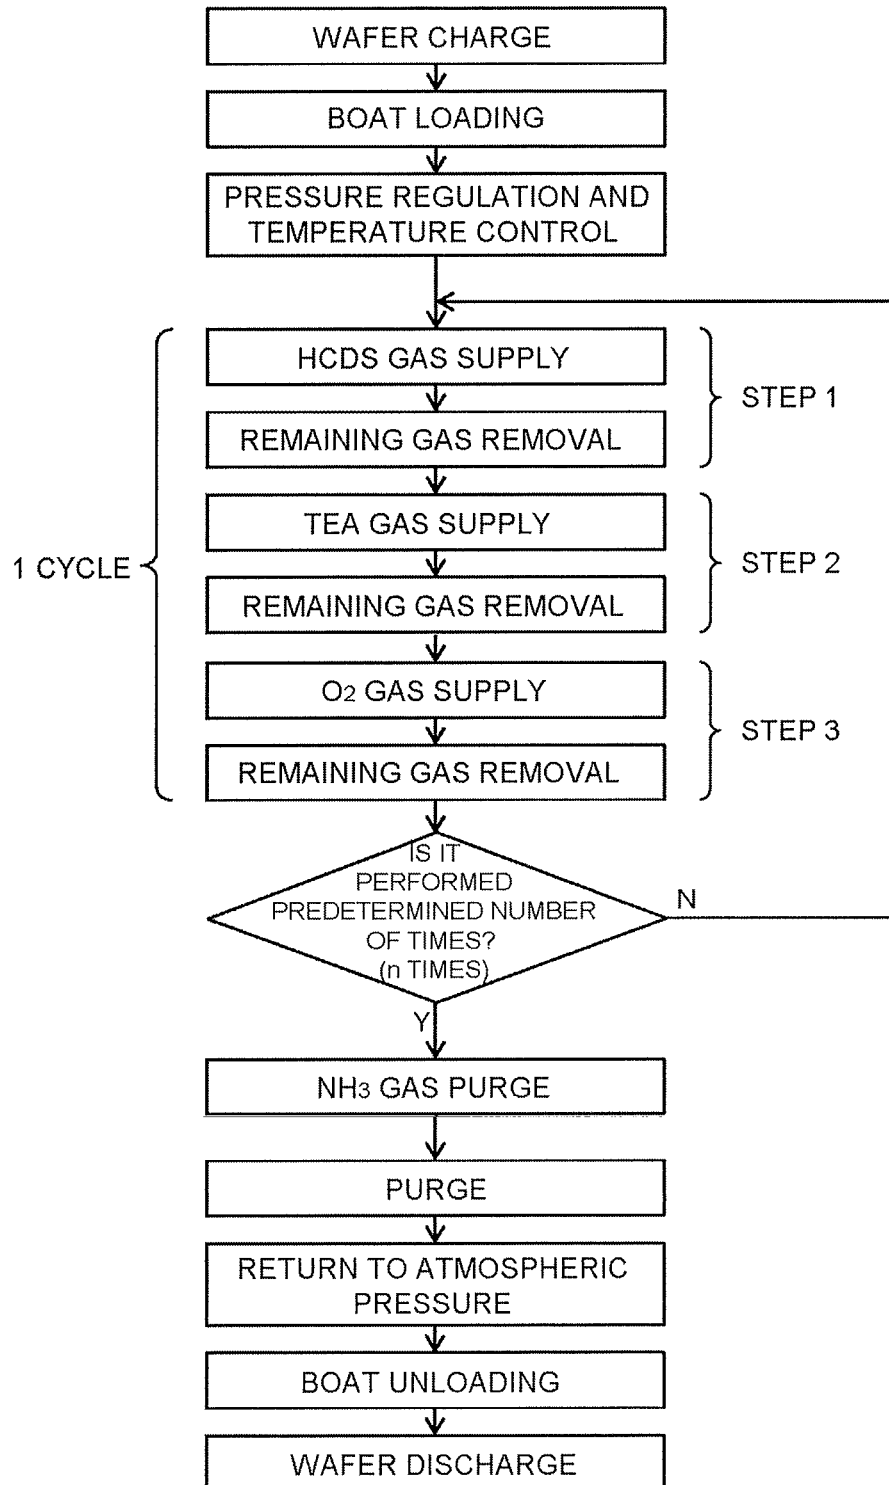 WAFER CHARGE
BOAT LOADING
PRESSURE REGULATION AND
TEMPERATURE CONTROL
HCDS GAS SUPPLY
REMAINING GAS REMOVAL
STEP 1
TEA GAS SUPPLY
REMAINING GAS REMOVAL
STEP 2
1 CYCLE
O2 GAS SUPPLY
REMAINING GAS REMOVAL
STEP 3
IS IT
PERFORMED
PREDETERMINED NUMBER
OF TIMES?
(n TIMES)
N
Y
NH3 GAS PURGE
PURGE
RETURN TO ATMOSPHERIC
PRESSURE
BOAT UNLOADING
WAFER DISCHARGE